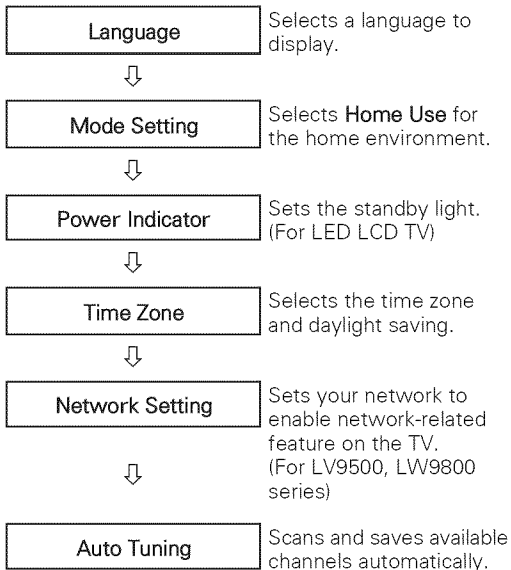 Language
Selects a language to
display.
Mode Setting
Selects Home Use for
the home environment.
Power Indicator
Sets the standby light.
(For LED LCD TV)
Time Zone
Selects the time zone
and daylight saving.
Network Setting
Sets your network to
enable network-related
feature on the TV.
(For LV9500, LW9800
series)
Auto Tuning
Scans and saves available
channels automatically.